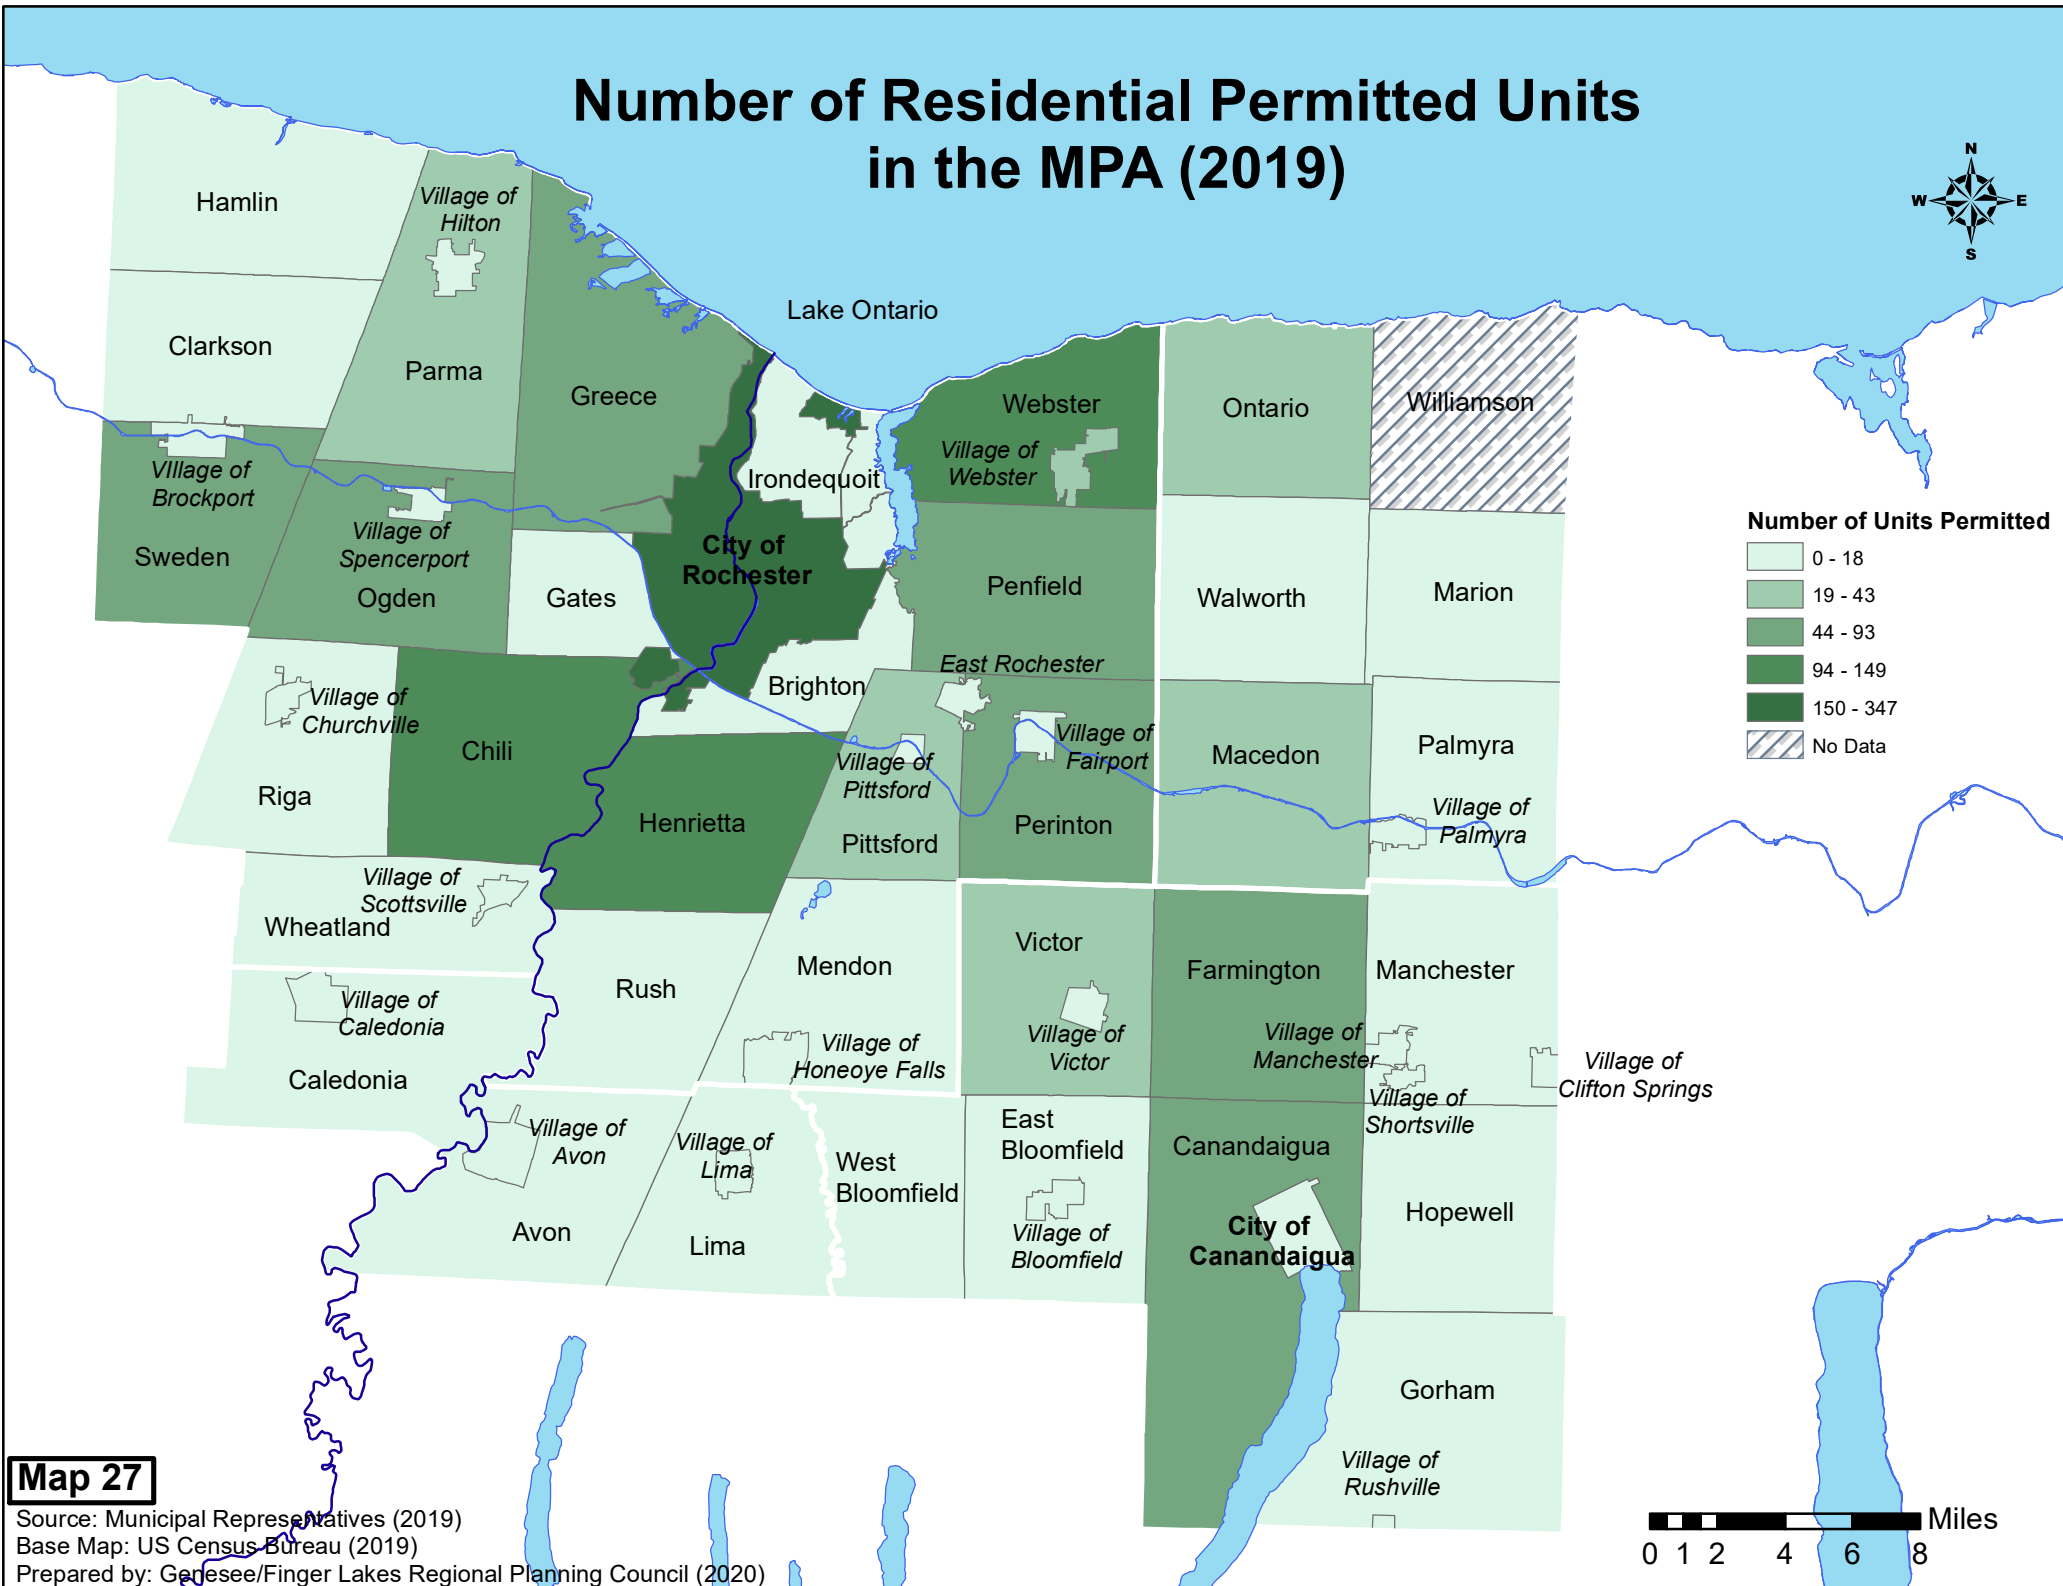 Number of Residential Permitted Units
in the MPA (2019)
N
W
E
S
Hamlin
Village of
Hilton
Lake Ontario
Clarkson
Parma
Greece
Webster
Ontario
Williamson
Village of
Webster
VIllage of
Brockport
Irondequoit
Village of
Spencerport
Sweden
Ogden
Gates
City of
Rochester
Penfield
Walworth
Marion
Number of Units Permitted
0 - 18
19 - 43
44 - 93
94 - 149
150 - 347
No Data
East Rochester
Brighton
Village of
Churchville
Chili
Riga
Henrietta
Village of
Pittsford
Pittsford
Village of
Fairport
Perinton
Macedon
Palmyra
Village of
Palmyra
Village of
Scottsville
Wheatland
Rush
Mendon
Victor
Farmington
Manchester
Village of
Caledonia
Caledonia
Village of
Honeoye Falls
Village of
Victor
Village of
Manchester
Village of
Clifton Springs
Village of
Shortsville
Village of
Avon
Avon
Village of
Lima
Lima
West
Bloomfield
East
Bloomfield
Village of
Bloomfield
Canandaigua
City of
Canandaigua
Hopewell
Gorham
Village of
Rushville
Map 27
Source: Municipal Representatives (2019)
Base Map: US Census Bureau (2019)
Prepared by: Genesee/Finger Lakes Regional Planning Council (2020)
Miles
0 1 2 4 6 8